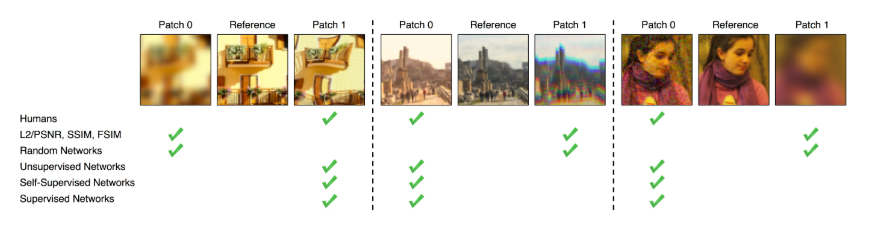 Patch 0 Reference Patch 1 Patch 0 Reference Patch 1 Patch 0 Reference Patch 1
Humans
L2/PSNR, SSIM, FSIM
Random Networks
Unsupervised Networks
Self-Supervised Networks
Supervised Networks